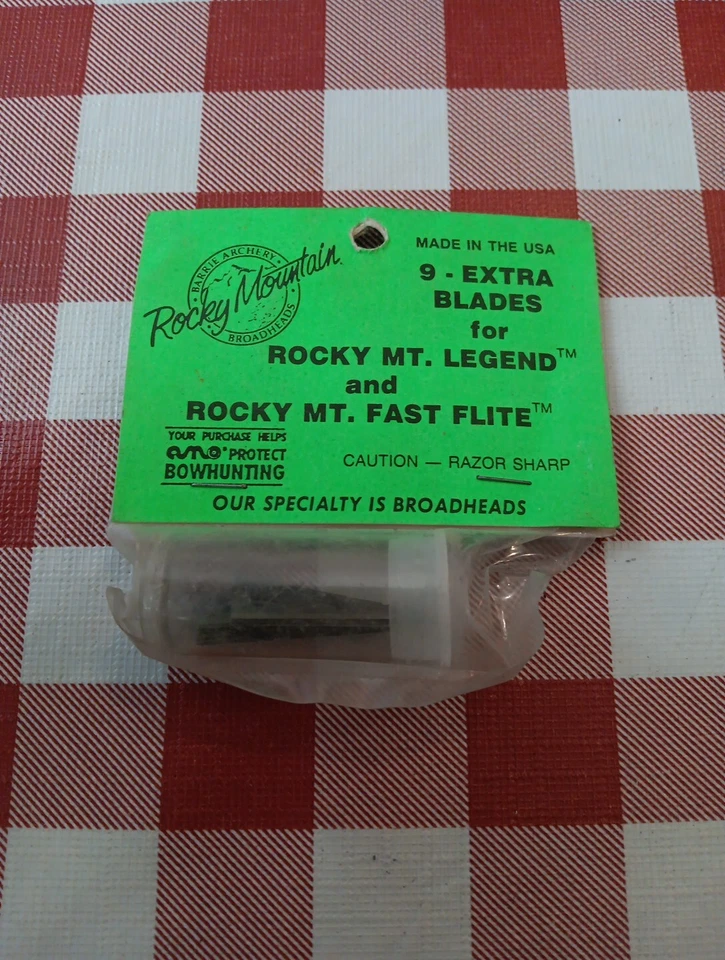 BARRIE ARCHERY
Rocky Mountain
BROADHEADS
MADE IN THE USA
9 - EXTRA
BLADES
for
ROCKY MT. LEGEND™
and
ROCKY MT. FAST FLITE™
YOUR PURCHASE HELPS
AMO® PROTECT
BOWHUNTING
CAUTION — RAZOR SHARP
OUR SPECIALTY IS BROADHEADS